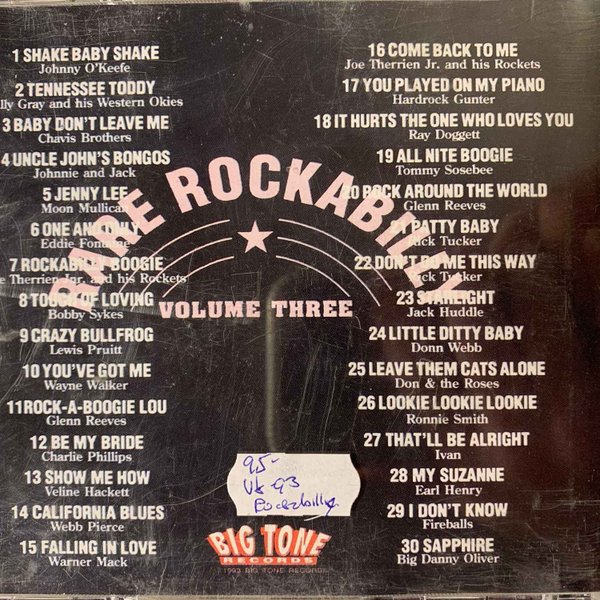 1 SHAKE BABY SHAKE
Johnny O'Keefe
2 TENNESSEE TODDY
lly Gray and his Western Okies
3 BABY DON'T LEAVE ME
Chavis Brothers
4 UNCLE JOHN'S BONGOS
Johnnie and Jack
5 JENNY LEE
Moon Mullican
6 ONE AND ONLY
Eddie Fontaine
7 ROCKABILLY BOOGIE
e Therrien Jnr. and his Rockets
8 TOUCH OF LOVING
Bobby Sykes
9 CRAZY BULLFROG
Lewis Pruitt
10 YOU'VE GOT ME
Wayne Walker
11 ROCK-A-BOOGIE LOU
Glenn Reeves
12 BE MY BRIDE
Charlie Phillips
13 SHOW ME HOW
Veline Hackett
14 CALIFORNIA BLUES
Webb Pierce
15 FALLING IN LOVE
Warner Mack
RARE ROCKABILLY
VOLUME THREE
16 COME BACK TO ME
Joe Therrien Jr. and his Rockets
17 YOU PLAYED ON MY PIANO
Hardrock Gunter
18 IT HURTS THE ONE WHO LOVES YOU
Ray Doggett
19 ALL NITE BOOGIE
Tommy Sosebee
20 ROCK AROUND THE WORLD
Glenn Reeves
21 PATTY BABY
Rick Tucker
22 DON'T DO ME THIS WAY
Rick Tucker
23 STARLIGHT
Jack Huddle
24 LITTLE DITTY BABY
Donn Webb
25 LEAVE THEM CATS ALONE
Don & the Roses
26 LOOKIE LOOKIE LOOKIE
Ronnie Smith
27 THAT'LL BE ALRIGHT
Ivan
28 MY SUZANNE
Earl Henry
29 I DON'T KNOW
Fireballs
30 SAPPHIRE
Big Danny Oliver
95-
93
Rockabilly
BIG TONE
RECORDS
1993 BIG TONE RECORDS